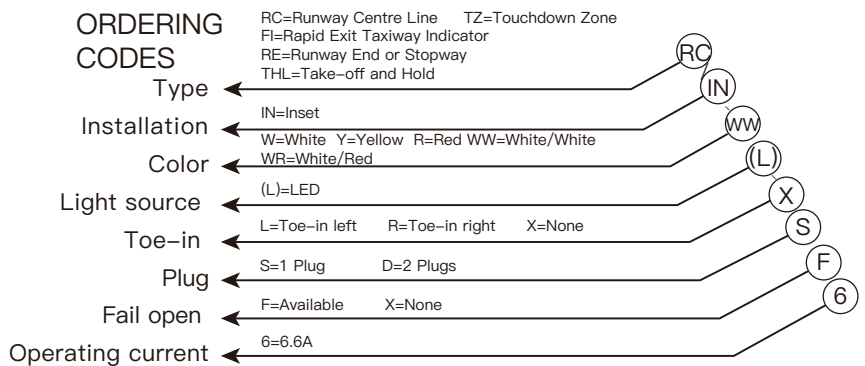 ORDERING
CODES
RC=Runway Centre Line TZ=Touchdown Zone
FI=Rapid Exit Taxiway Indicator
RE=Runway End or Stopway
THL=Take-off and Hold
Type
RC
IN=Inset
Installation
IN
W=White Y=Yellow R=Red WW=White/White
WR=White/Red
Color
WW
(L)=LED
Light source
(L)
L=Toe-in left R=Toe-in right X=None
Toe-in
X
S=1 Plug D=2 Plugs
Plug
S
F=Available X=None
Fail open
F
6=6.6A
Operating current
6